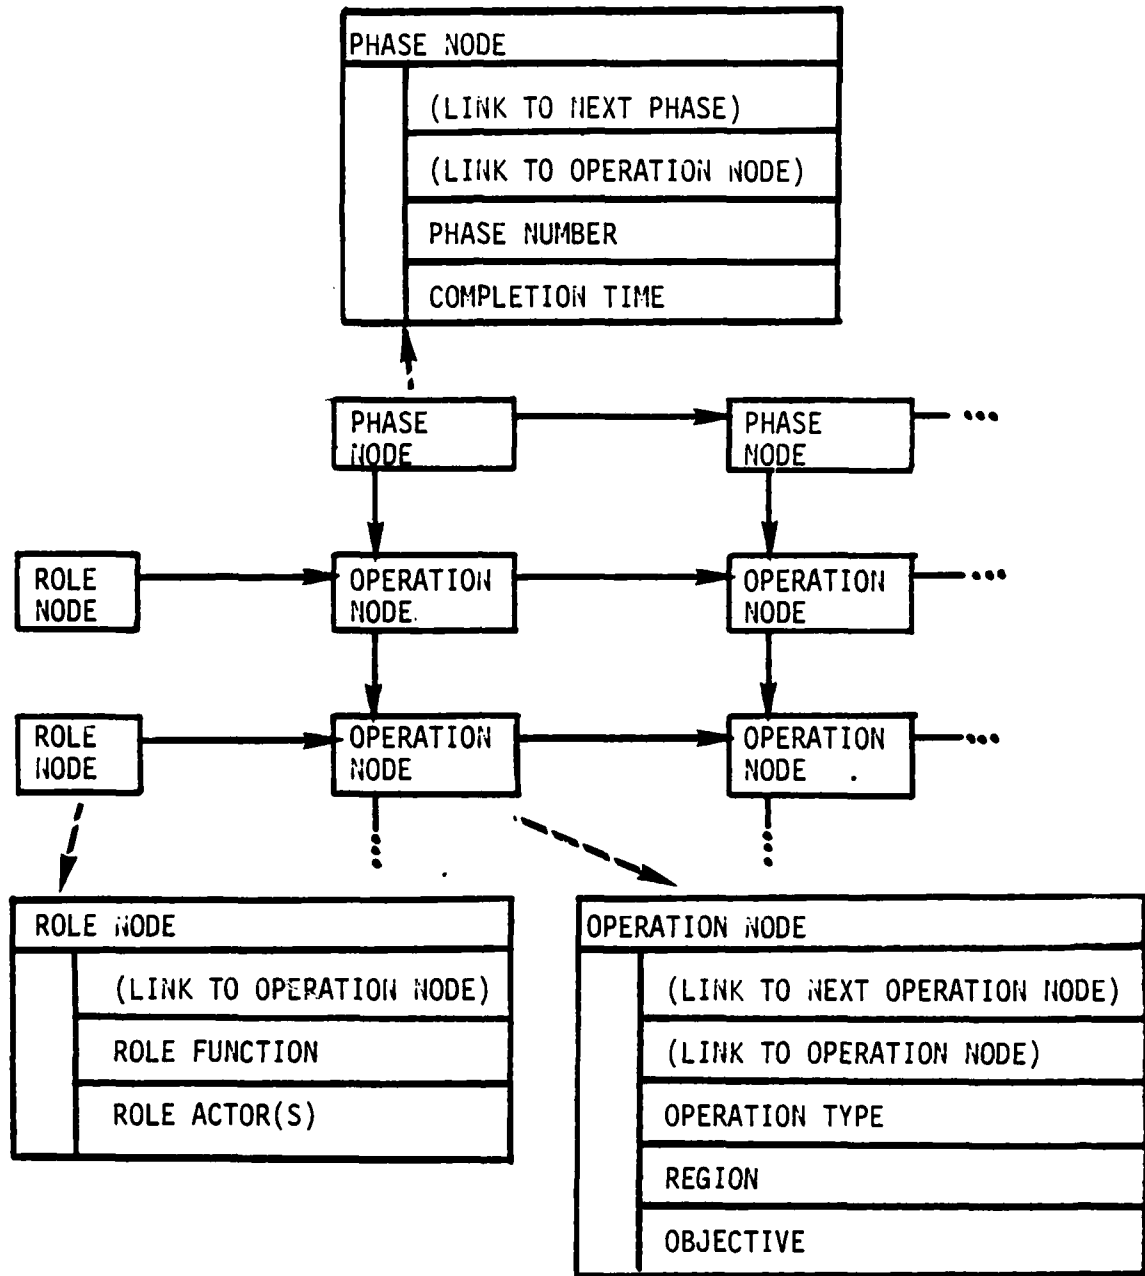 PHASE NODE
(LINK TO NEXT PHASE)
(LINK TO OPERATION NODE)
PHASE NUMBER
COMPLETION TIME
PHASE
NODE
PHASE
NODE
ROLE
NODE
OPERATION
NODE
OPERATION
NODE
ROLE
NODE
OPERATION
NODE
OPERATION
NODE
ROLE NODE
(LINK TO OPERATION NODE)
ROLE FUNCTION
ROLE ACTOR(S)
OPERATION NODE
(LINK TO NEXT OPERATION NODE)
(LINK TO OPERATION NODE)
OPERATION TYPE
REGION
OBJECTIVE